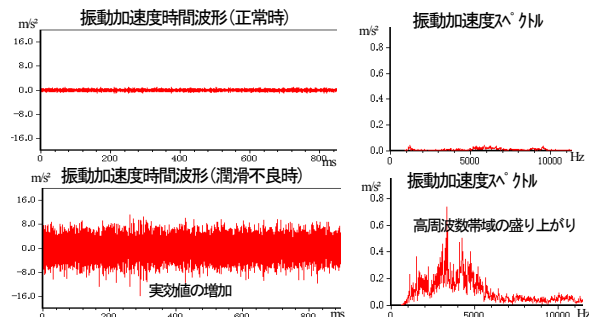 振動加速度時間波形(正常時)
m/s²
16.0
8.0
0.0
-8.0
-16.0
0 200 400 600 800
ms
振動加速度スペクトル
m/s²
0.8
0.6
0.4
0.2
0.0
0 5000 10000 Hz
振動加速度時間波形(潤滑不良時)
m/s²
16.0
8.0
0.0
-8.0
-16.0
実効値の増加
0 200 400 600 800
ms
振動加速度スペクトル
m/s²
0.8
高周波数帯域の盛り上がり
0.6
0.4
0.2
0.0
0 5000 10000 Hz